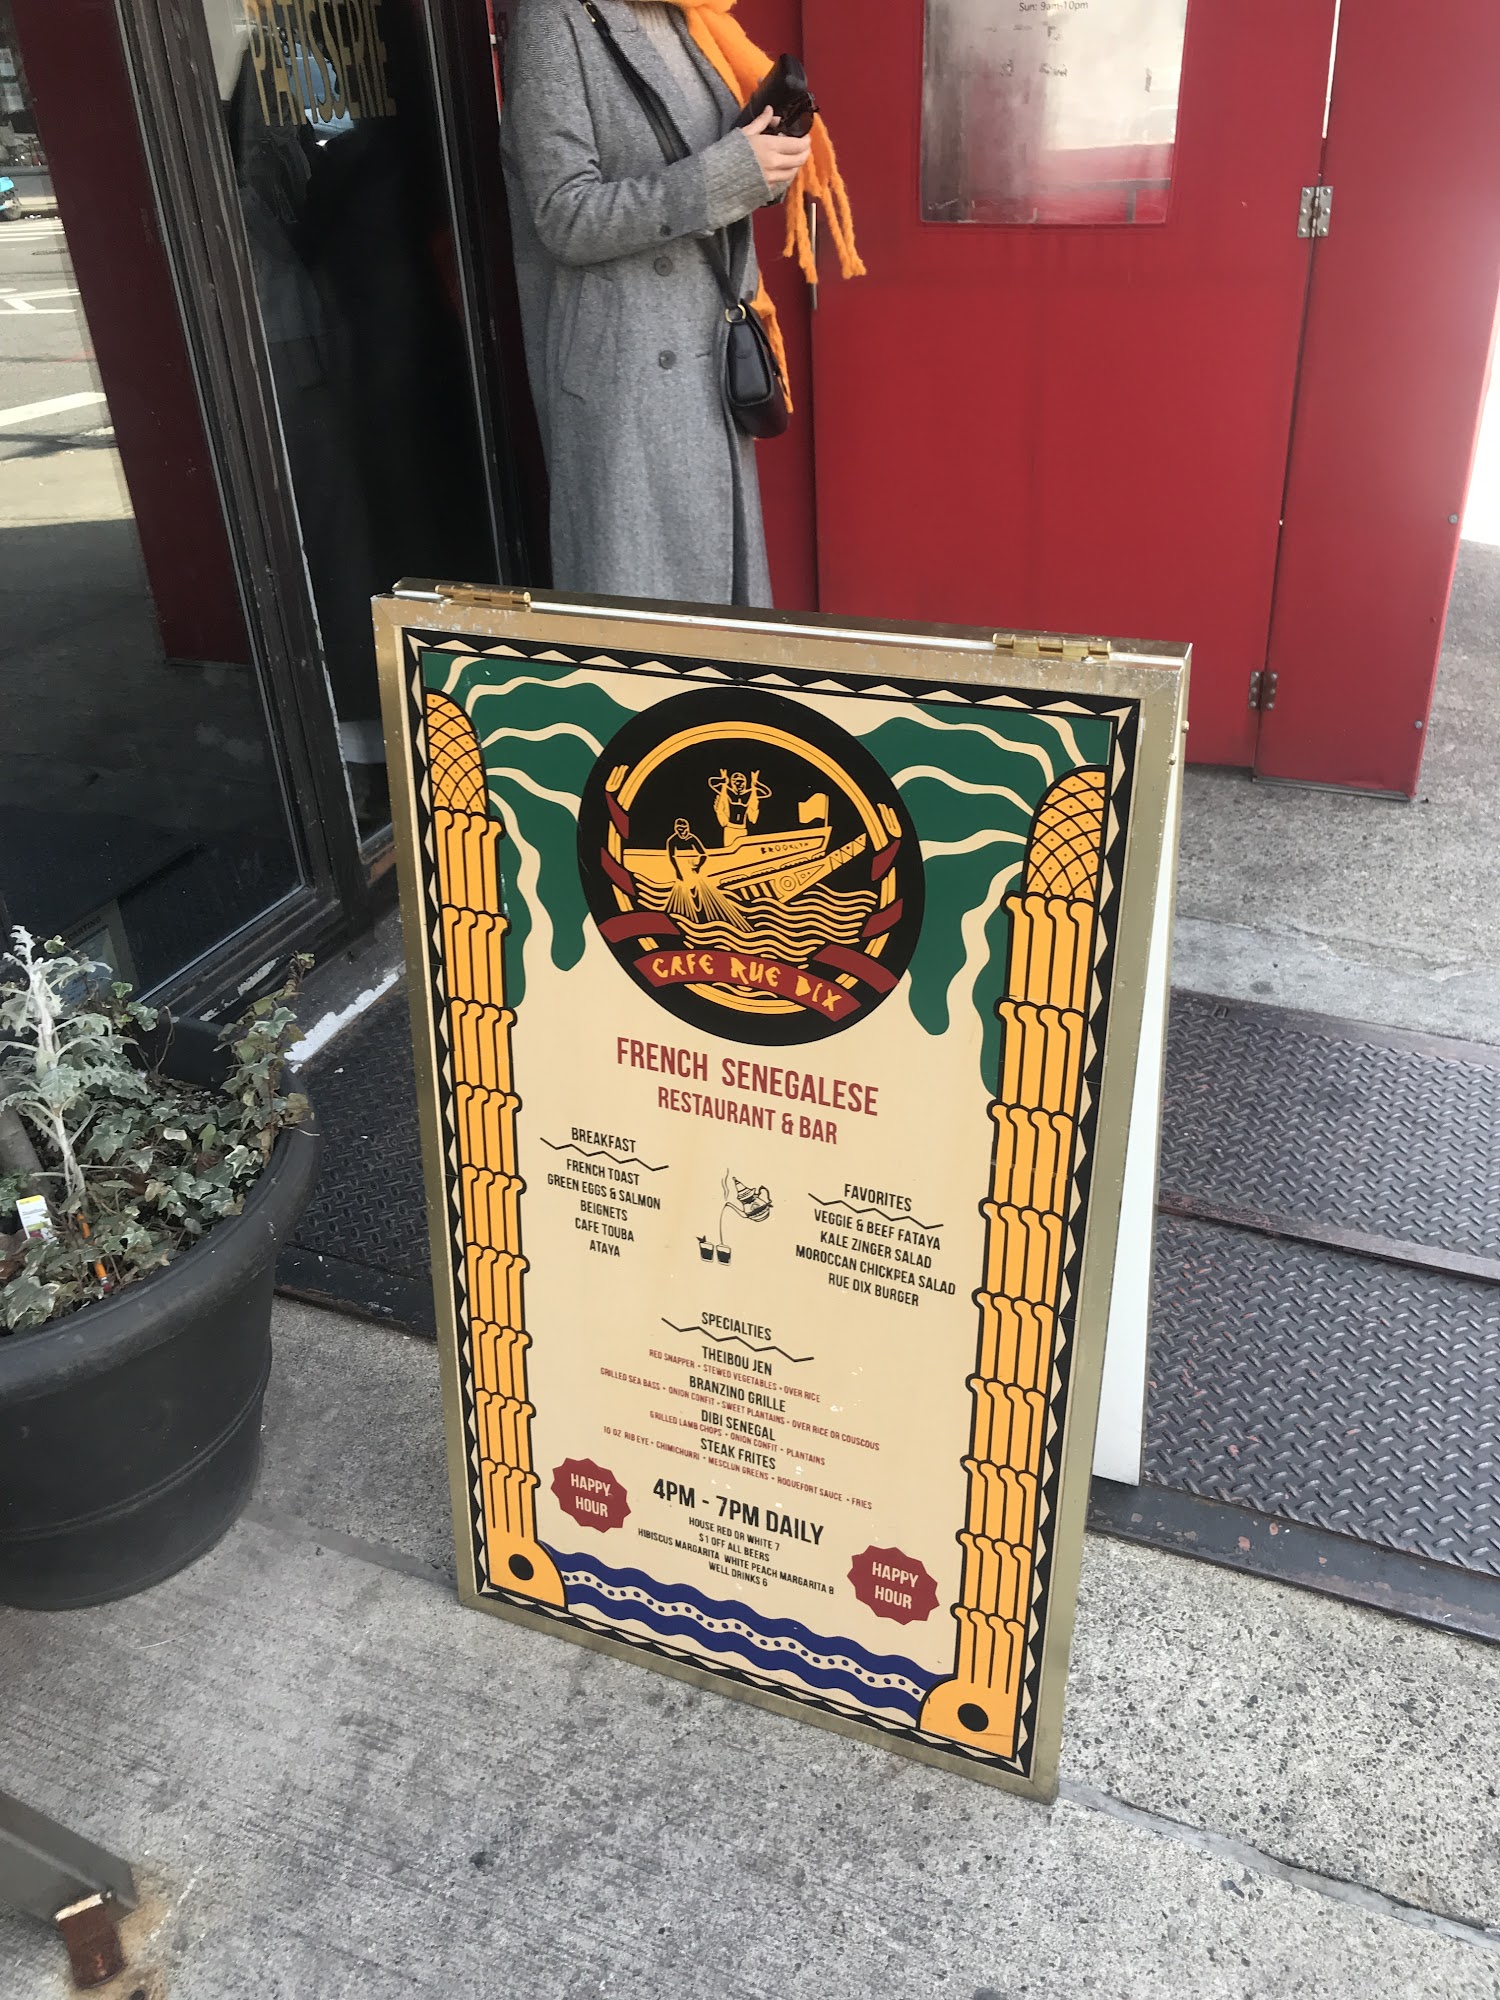 PATISSERIE
Sun: 9am-10pm
BROOKLYN
CAFE RUE DIX
FRENCH SENEGALESE
RESTAURANT & BAR
BREAKFAST
FRENCH TOAST
GREEN EGGS & SALMON
BEIGNETS
CAFE TOUBA
ATAYA
FAVORITES
VEGGIE & BEEF FATAYA
KALE ZINGER SALAD
MOROCCAN CHICKPEA SALAD
RUE DIX BURGER
SPECIALTIES
THEIBOU JEN
RED SNAPPER • STEWED VEGETABLES • OVER RICE
BRANZINO GRILLE
GRILLED SEA BASS • ONION CONFIT • SWEET PLANTAINS • OVER RICE OR COUSCOUS
DIBI SENEGAL
GRILLED LAMB CHOPS • ONION CONFIT • PLANTAINS
STEAK FRITES
10 OZ RIB EYE • CHIMICHURRI • MESCLUN GREENS • ROQUEFORT SAUCE • FRIES
HAPPY
HOUR
4PM - 7PM DAILY
HOUSE RED OR WHITE 7
$1 OFF ALL BEERS
HIBISCUS MARGARITA WHITE PEACH MARGARITA 8
WELL DRINKS 6
HAPPY
HOUR